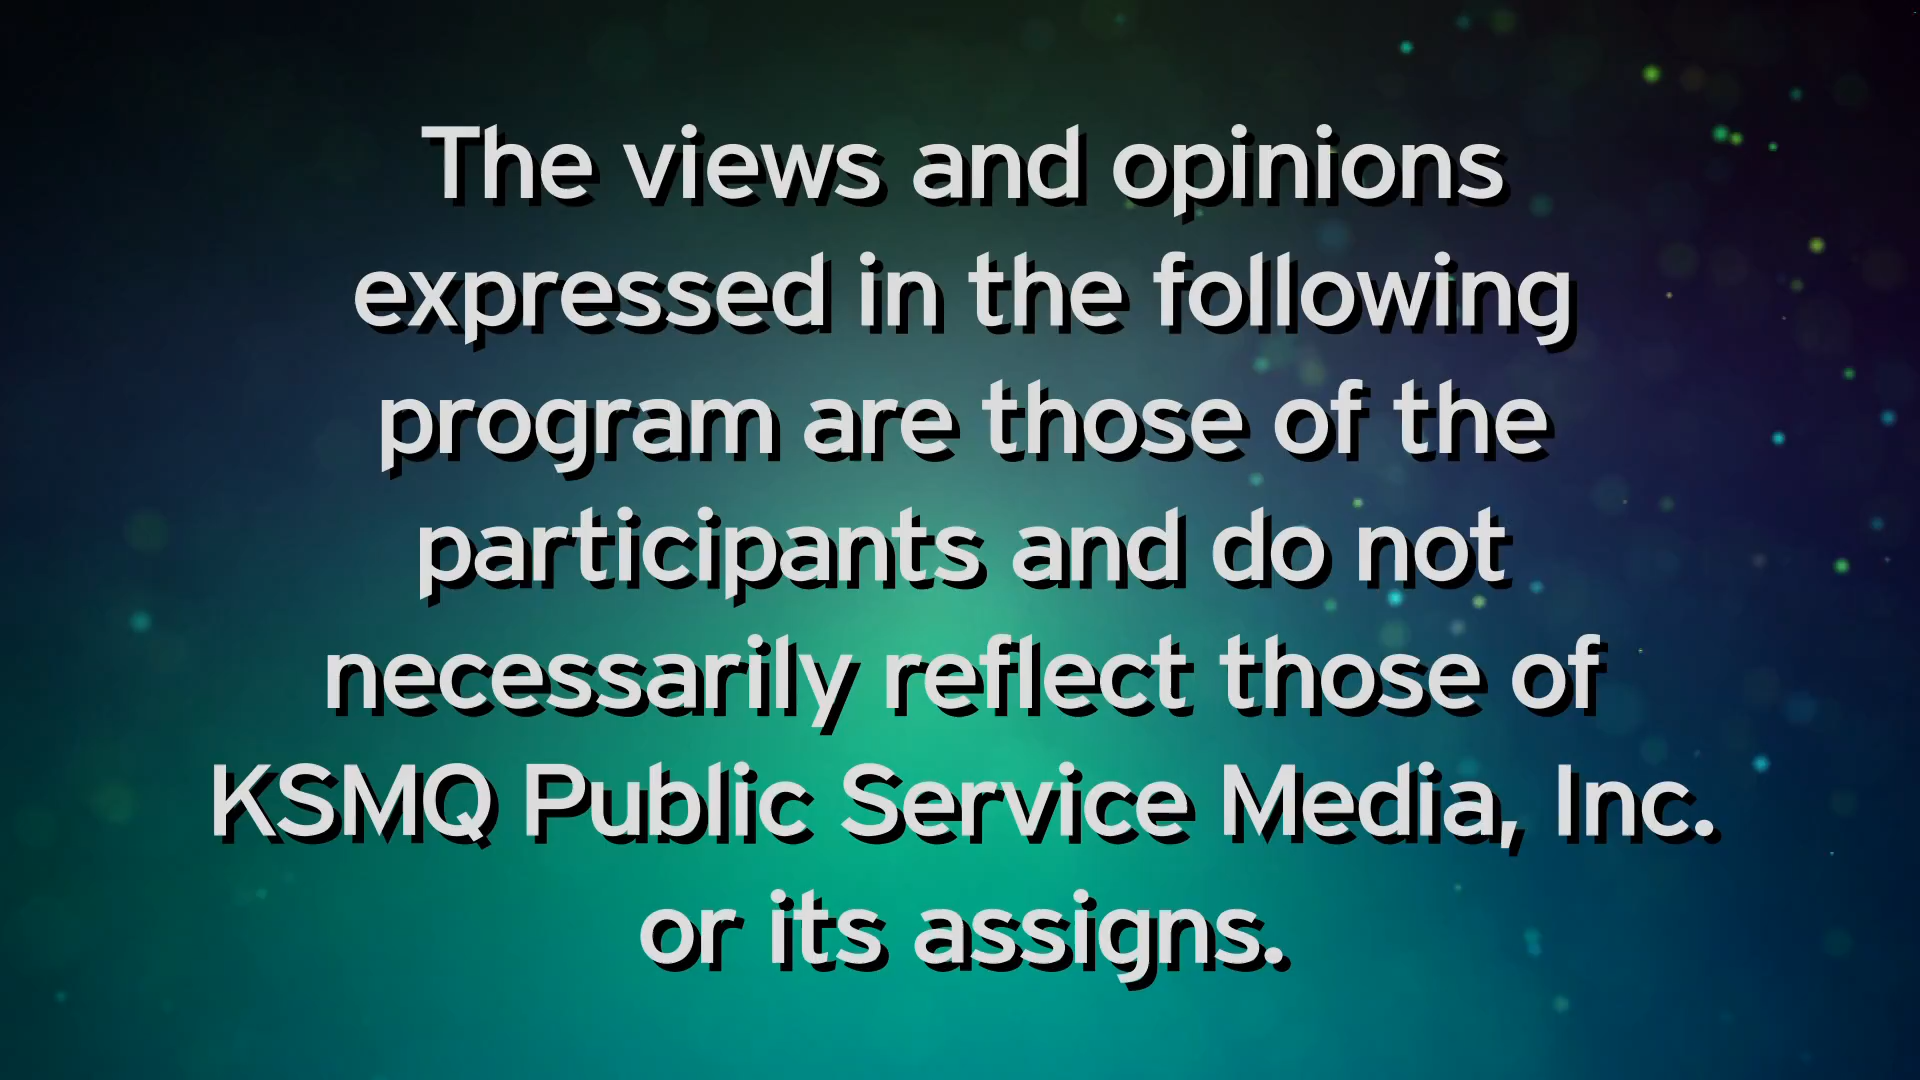 The views and opinions
expressed in the following
program are those of the
participants and do not
necessarily reflect those of
KSMQ Public Service Media, Inc.
or its assigns.